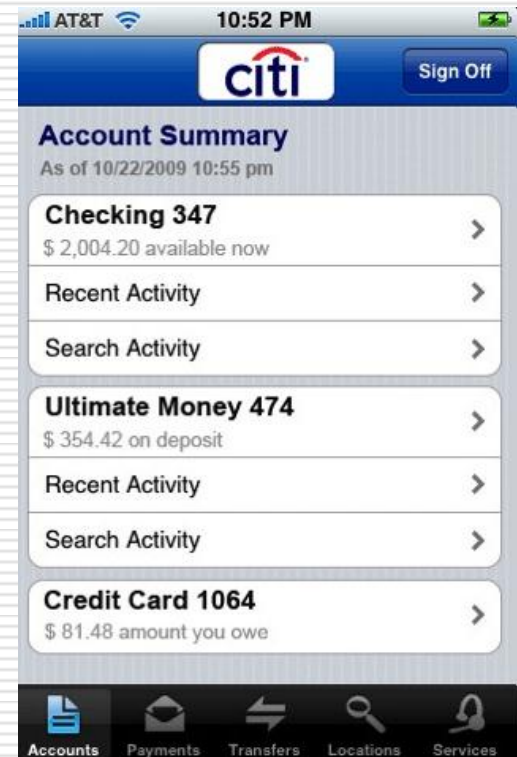 AT&T 10:52 PM
citi Sign Off
Account Summary
As of 10/22/2009 10:55 pm
Checking 347
$ 2,004.20 available now
Recent Activity
Search Activity
Ultimate Money 474
$ 354.42 on deposit
Recent Activity
Search Activity
Credit Card 1064
$ 81.48 amount you owe
Accounts Payments Transfers Locations Services